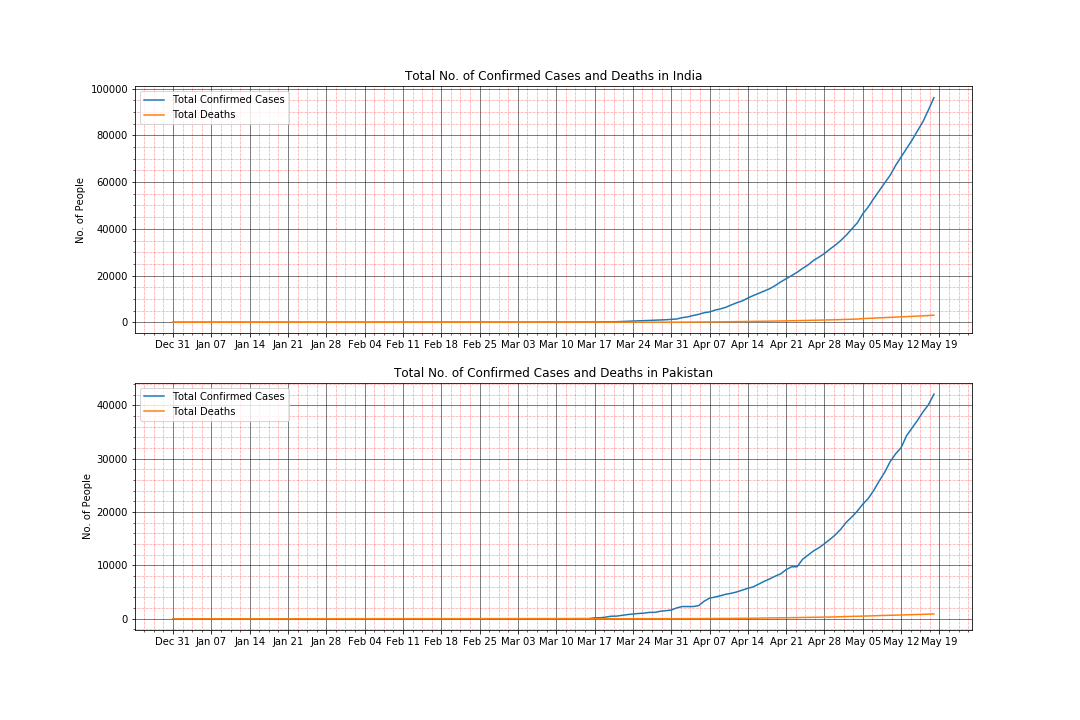 Total No. of Confirmed Cases and Deaths in India
Total Confirmed Cases
Total Deaths
No. of People
100000
80000
60000
40000
20000
0
Dec 31 Jan 07 Jan 14 Jan 21 Jan 28 Feb 04 Feb 11 Feb 18 Feb 25 Mar 03 Mar 10 Mar 17 Mar 24 Mar 31 Apr 07 Apr 14 Apr 21 Apr 28 May 05 May 12 May 19
Total No. of Confirmed Cases and Deaths in Pakistan
Total Confirmed Cases
Total Deaths
No. of People
40000
30000
20000
10000
0
Dec 31 Jan 07 Jan 14 Jan 21 Jan 28 Feb 04 Feb 11 Feb 18 Feb 25 Mar 03 Mar 10 Mar 17 Mar 24 Mar 31 Apr 07 Apr 14 Apr 21 Apr 28 May 05 May 12 May 19